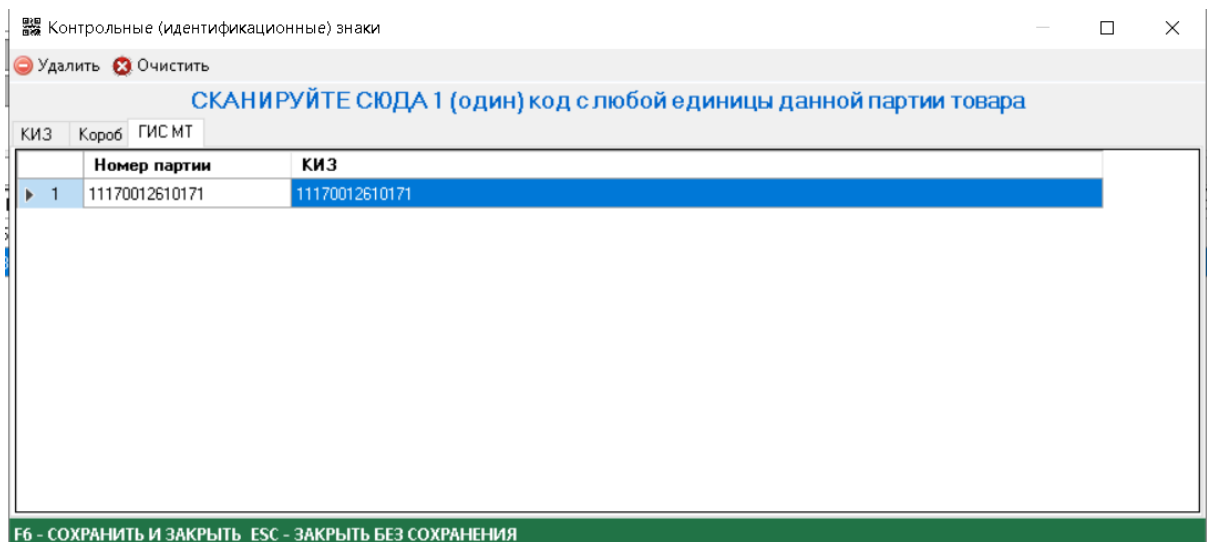 Контрольные (идентификационные) знаки
Удалить Очистить
СКАНИРУЙТЕ СЮДА 1 (один) код с любой единицы данной партии товара
КИЗ Короб ГИС МТ
Номер партии КИЗ
1 11170012610171 11170012610171
F6 - СОХРАНИТЬ И ЗАКРЫТЬ ESC - ЗАКРЫТЬ БЕЗ СОХРАНЕНИЯ